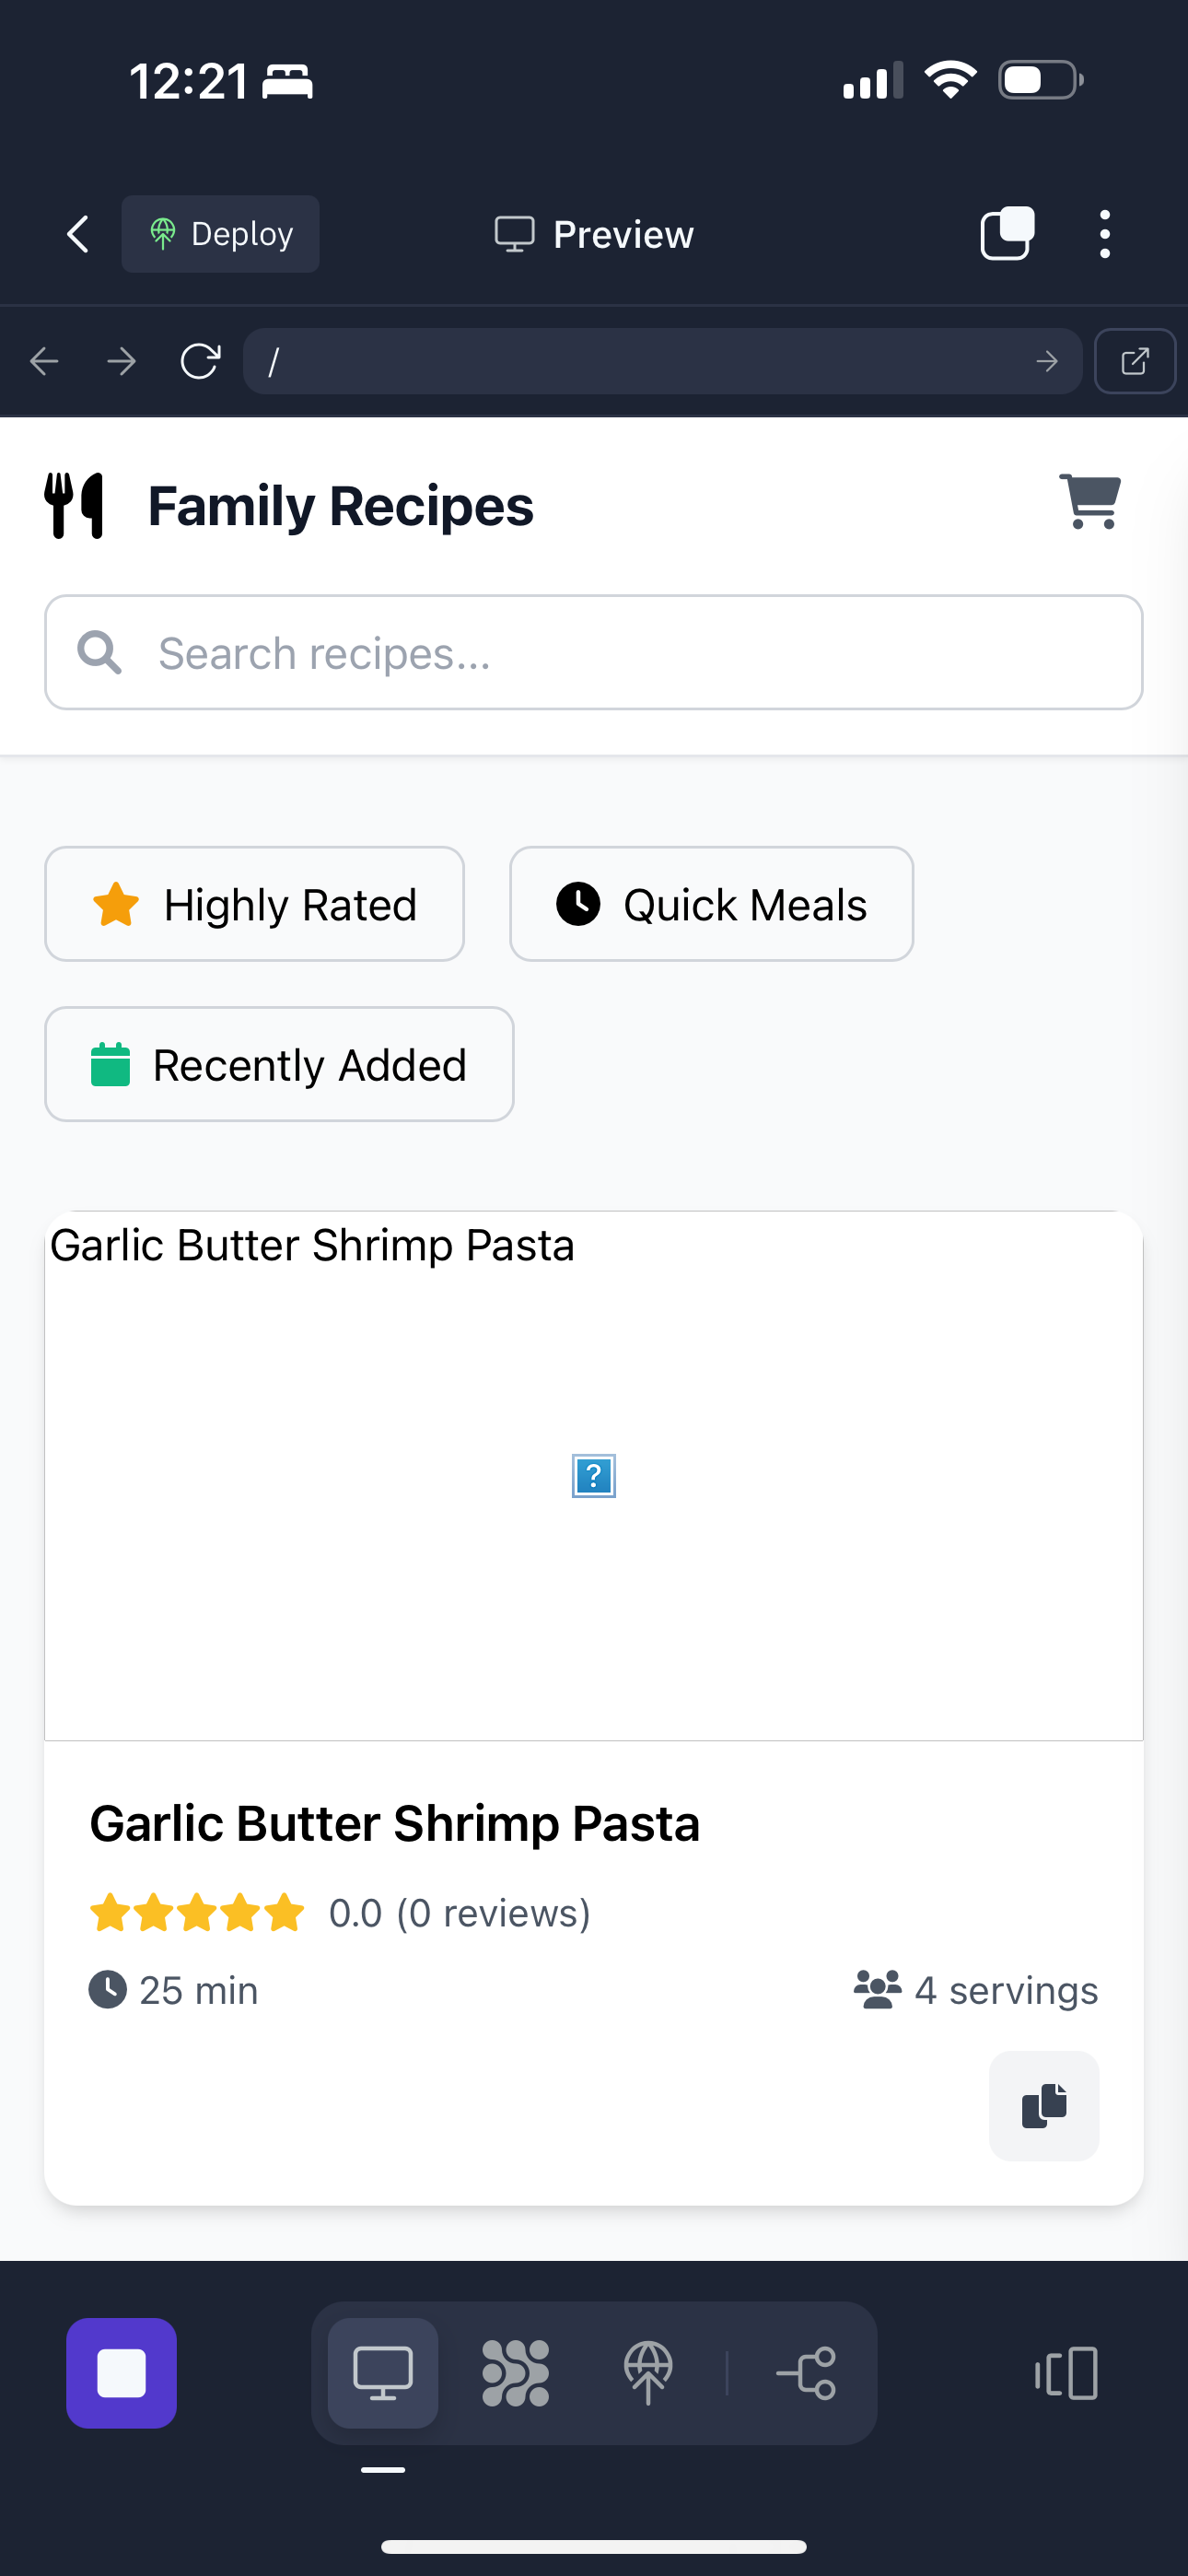 12:21
Deploy
Preview
/
Family Recipes
Search recipes...
Highly Rated
Quick Meals
Recently Added
Garlic Butter Shrimp Pasta
?
Garlic Butter Shrimp Pasta
0.0 (0 reviews)
25 min
4 servings